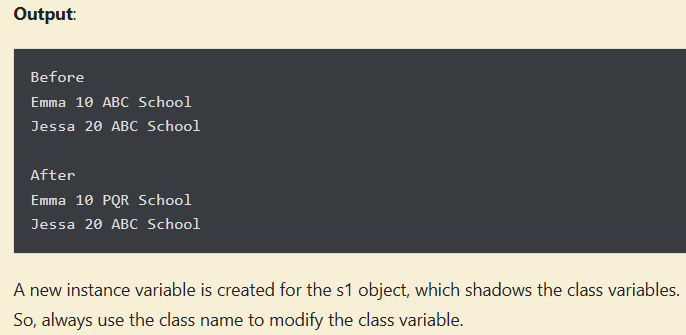 Output:
Before
Emma 10 ABC School
Jessa 20 ABC School
After
Emma 10 PQR School
Jessa 20 ABC School
A new instance variable is created for the s1 object, which shadows the class variables.
So, always use the class name to modify the class variable.